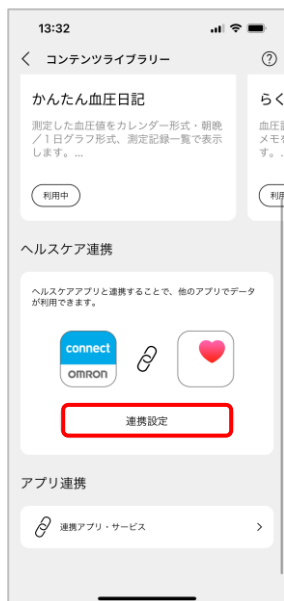 13:32
コンテンツライブラリー
かんたん血圧日記
測定した血圧値をカレンダー形式・朝晩
／1日グラフ形式、測定記録一覧で表示
します。...
利用中
らく
血圧
メモを
す。.
ヘルスケア連携
ヘルスケアアプリと連携することで、他のアプリでデータ
が利用できます。
connect
OMRON
連携設定
アプリ連携
連携アプリ・サービス